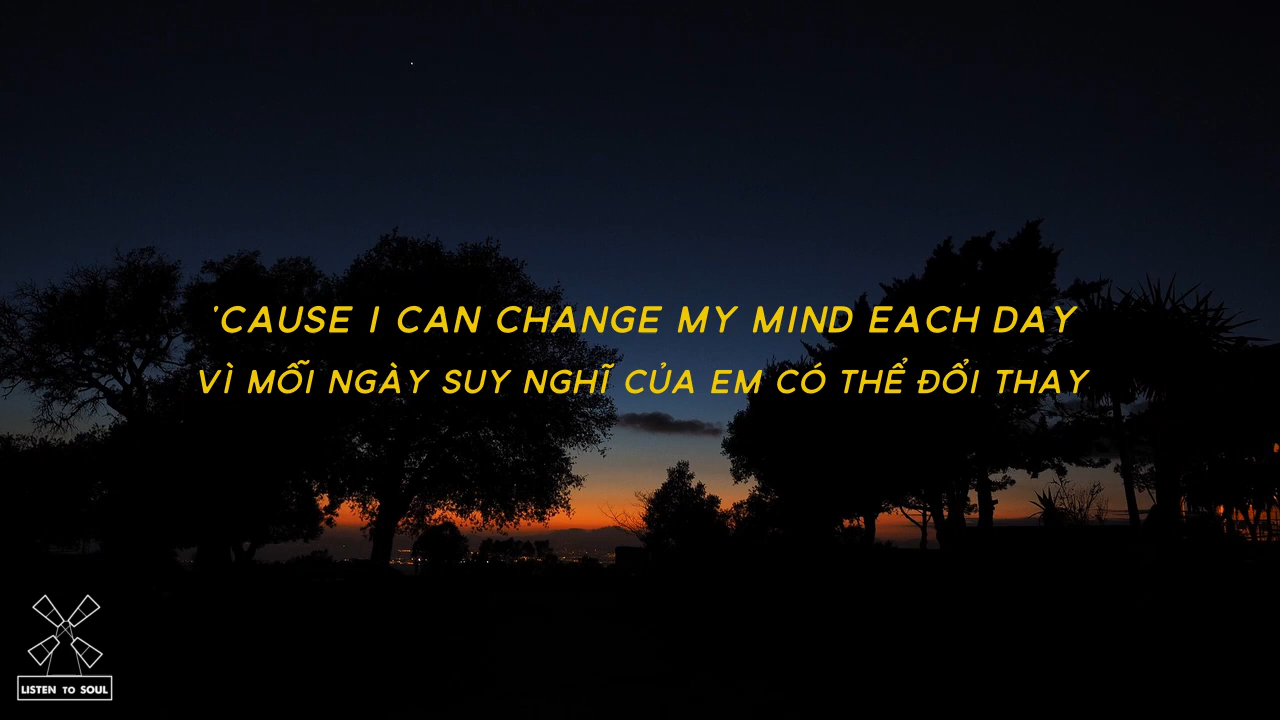 'CAUSE I CAN CHANGE MY MIND EACH DAY
VÌ MỖI NGÀY SUY NGHĨ CỦA EM CÓ THỂ ĐỔI THAY
LISTEN TO SOUL